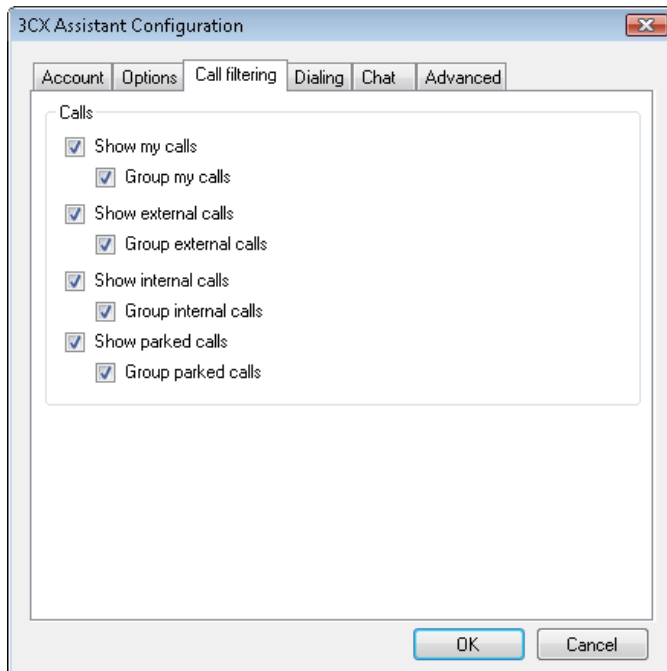 3CX Assistant Configuration
Account Options Call filtering Dialing Chat Advanced
Calls
Show my calls
Group my calls
Show external calls
Group external calls
Show internal calls
Group internal calls
Show parked calls
Group parked calls
OK Cancel